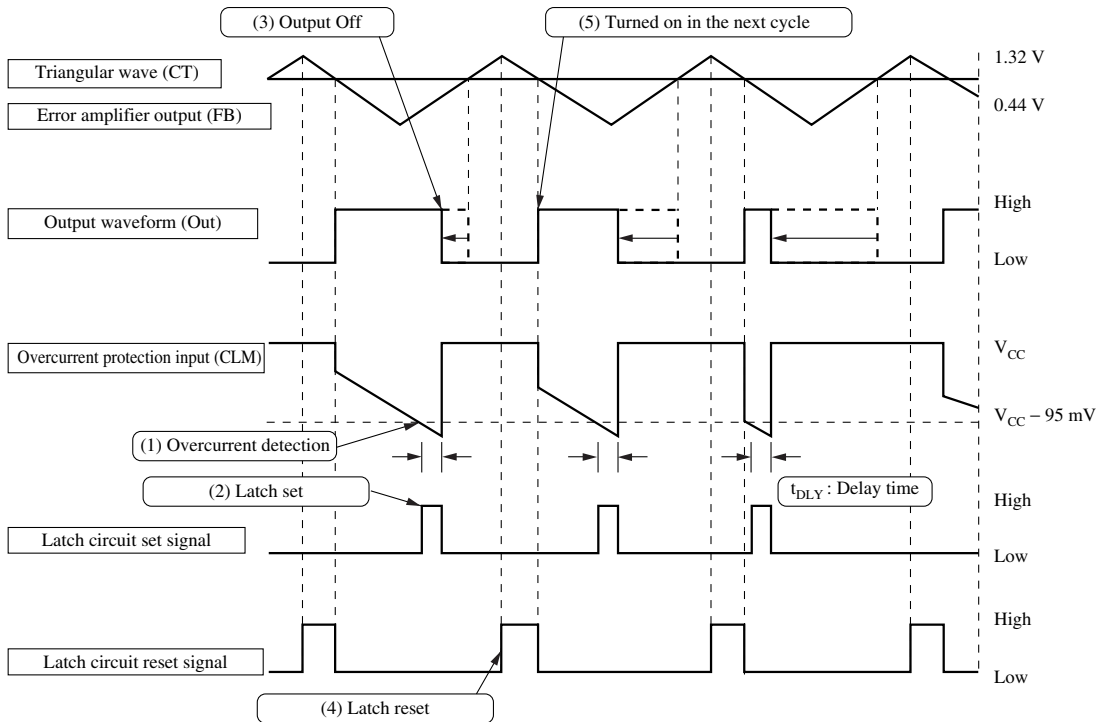 (3) Output Off
(5) Turned on in the next cycle
1.32 V
Triangular wave (CT)
Error amplifier output (FB)
0.44 V
High
Output waveform (Out)
Low
Overcurrent protection input (CLM)
VCC
VCC – 95 mV
(1) Overcurrent detection
(2) Latch set
tDLY : Delay time
High
Latch circuit set signal
Low
High
Latch circuit reset signal
Low
(4) Latch reset